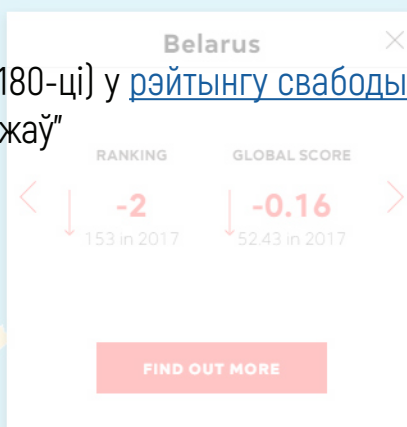 Belarus
180-ці) у рэйтынгу свабоды
жаў”
RANKING GLOBAL SCORE
-2 -0.16
153 in 2017 52.43 in 2017
FIND OUT MORE